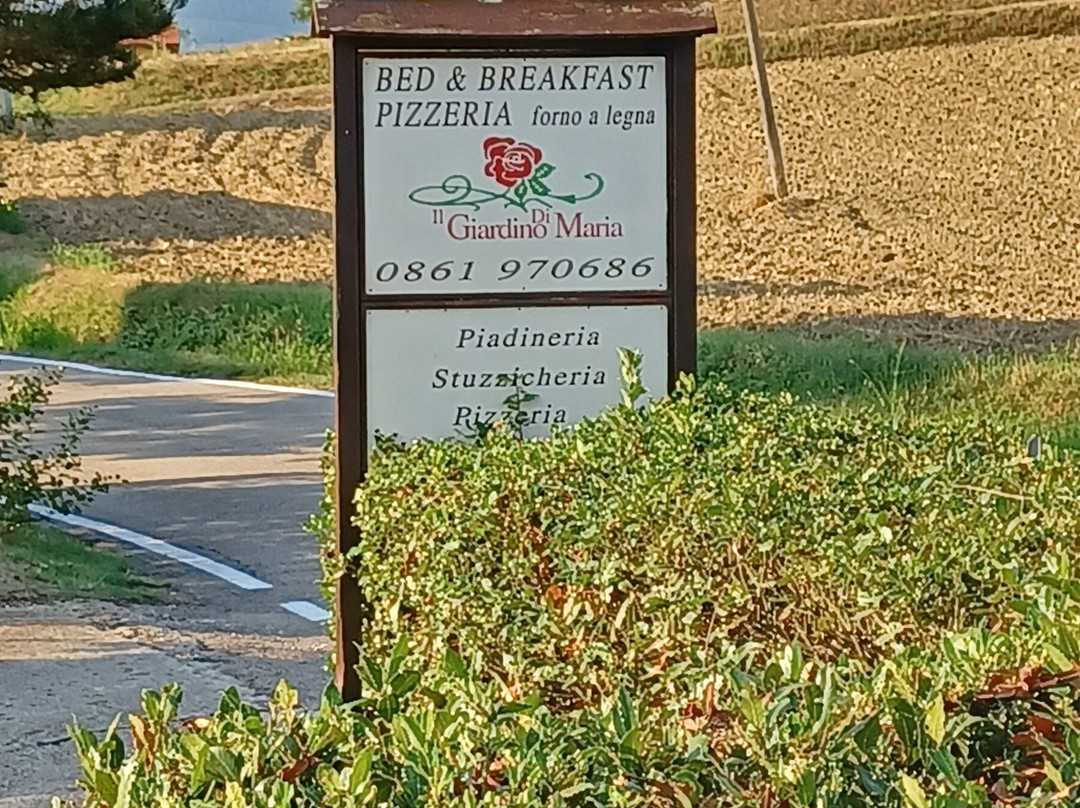 BED & BREAKFAST
PIZZERIA forno a legna
Il Giardino Di Maria
0861 970686
Piadineria
Stuzzicheria
Pizzeria